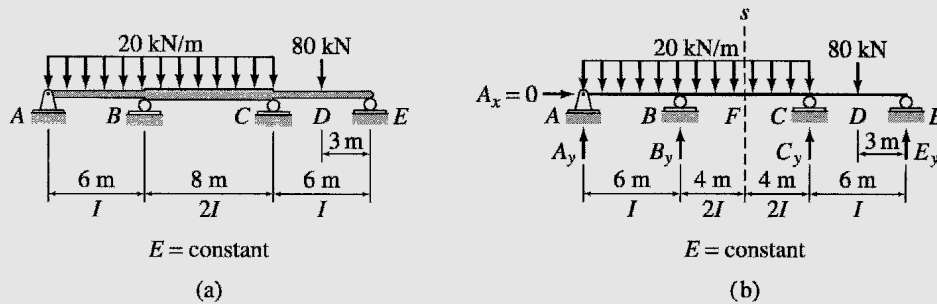 20 kN/m 80 kN
A B C D E
3 m
6 m 8 m 6 m
I 2I I
E = constant
(a)
s
20 kN/m 80 kN
A_x = 0
A B F C D E
3 m
A_y B_y C_y E_y
6 m 4 m 4 m 6 m
I 2I 2I I
E = constant
(b)